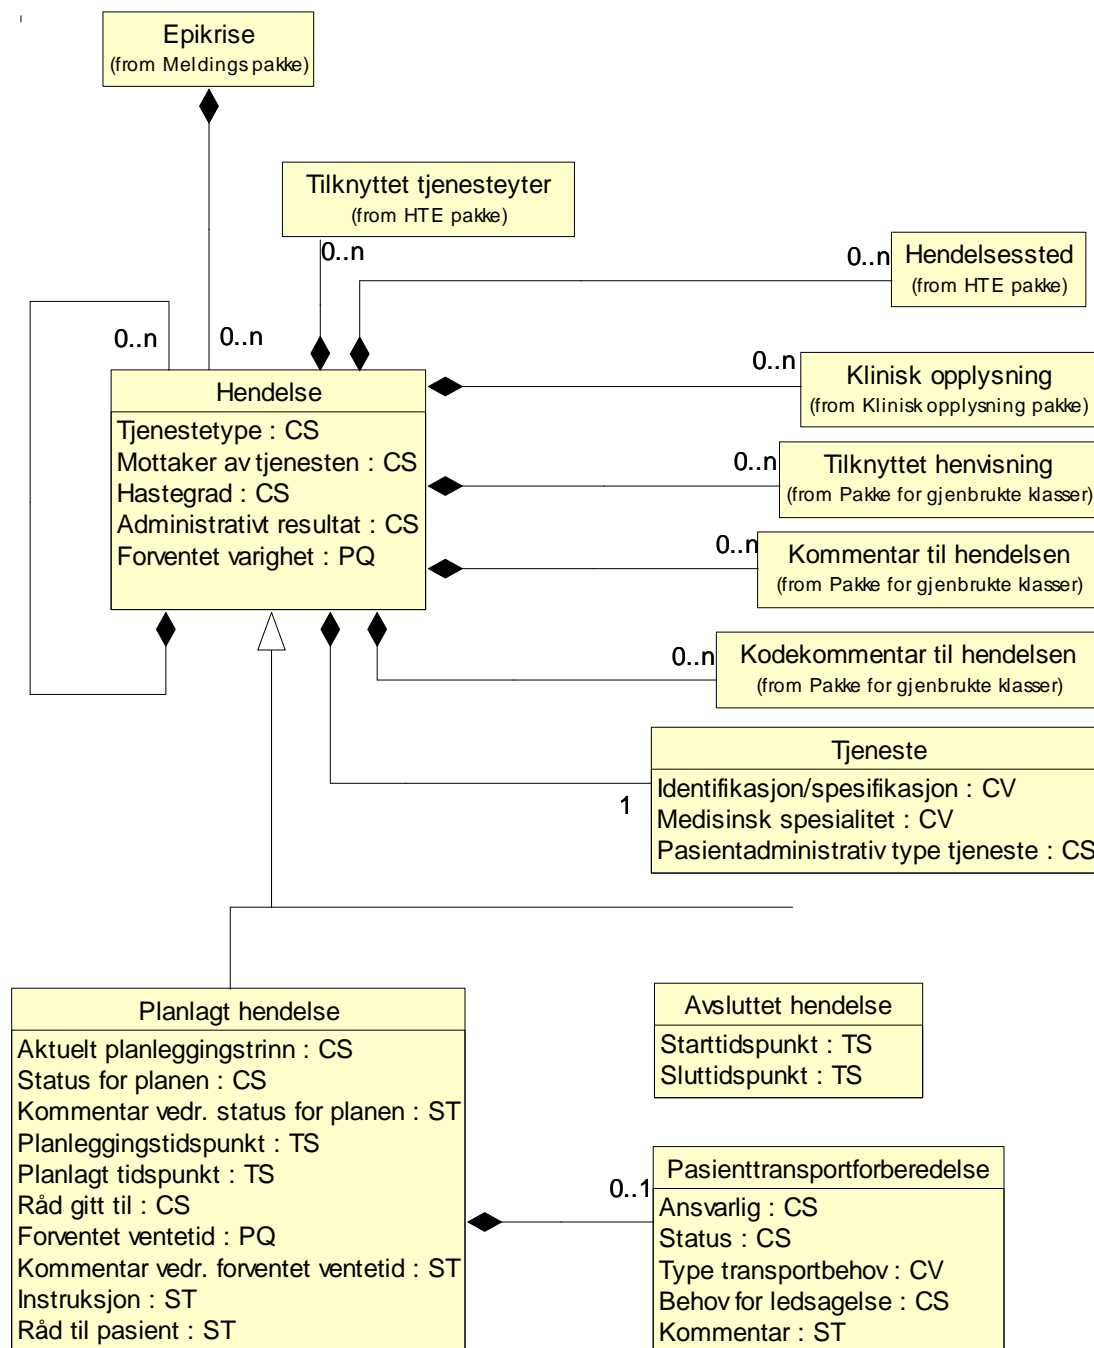 Epikrise
(from Meldingspakke)
Tilknyttet tjenesteyter
(from HTE pakke)
0..n
0..n
Hendelsessted
(from HTE pakke)
0..n
0..n
Hendelse
Tjenestetype : CS
Mottaker av tjenesten : CS
Hastegrad : CS
Administrativt resultat : CS
Forventet varighet : PQ
0..n
Klinisk opplysning
(from Klinisk opplysning pakke)
0..n
Tilknyttet henvisning
(from Pakke for gjenbrukte klasser)
0..n
Kommentar til hendelsen
(from Pakke for gjenbrukte klasser)
0..n
Kodekommentar til hendelsen
(from Pakke for gjenbrukte klasser)
1
Tjeneste
Identifikasjon/spesifikasjon : CV
Medisinsk spesialitet : CV
Pasientadministrativ type tjeneste : CS
Planlagt hendelse
Aktuelt planleggingstrinn : CS
Status for planen : CS
Kommentar vedr. status for planen : ST
Planleggingstidspunkt : TS
Planlagt tidspunkt : TS
Råd gitt til : CS
Forventet ventetid : PQ
Kommentar vedr. forventet ventetid : ST
Instruksjon : ST
Råd til pasient : ST
Avsluttet hendelse
Starttidspunkt : TS
Sluttidspunkt : TS
0..1
Pasienttransportforberedelse
Ansvarlig : CS
Status : CS
Type transportbehov : CV
Behov for ledsagelse : CS
Kommentar : ST